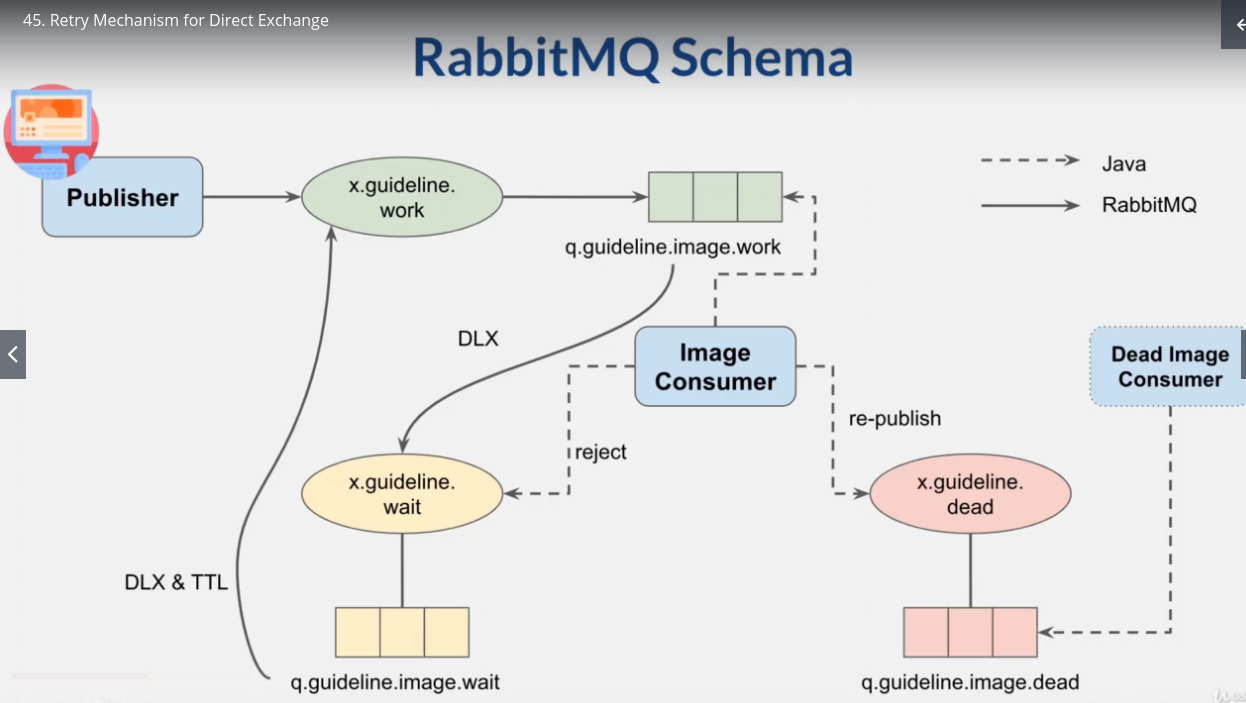 45. Retry Mechanism for Direct Exchange
RabbitMQ Schema
Publisher
x.guideline.
work
q.guideline.image.work
Java
RabbitMQ
DLX
Image
Consumer
Dead Image
Consumer
reject
re-publish
x.guideline.
wait
x.guideline.
dead
DLX & TTL
q.guideline.image.wait
q.guideline.image.dead